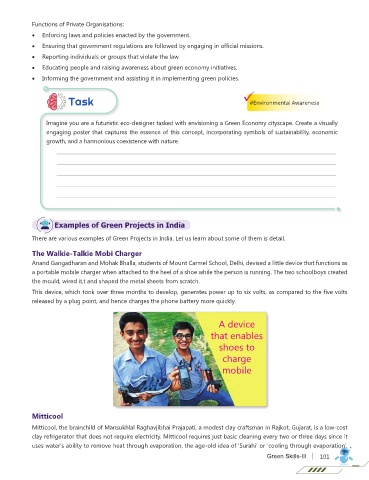 Functions of Private Organisations:
• Enforcing laws and policies enacted by the government.
• Ensuring that government regulations are followed by engaging in official missions.
• Reporting individuals or groups that violate the law
• Educating people and raising awareness about green economy initiatives.
• Informing the government and assisting it in implementing green policies.
Task
#Environmental Awareness
Imagine you are a futuristic eco-designer tasked with envisioning a Green Economy cityscape. Create a visually
engaging poster that captures the essence of this concept, incorporating symbols of sustainability, economic
growth, and a harmonious coexistence with nature.
Examples of Green Projects in India
There are various examples of Green Projects in India. Let us learn about some of them is detail.
The Walkie-Talkie Mobi Charger
Anand Gangadharan and Mohak Bhalla, students of Mount Carmel School, Delhi, devised a little device that functions as
a portable mobile charger when attached to the heel of a shoe while the person is running. The two schoolboys created
the mould, wired it,t and shaped the metal sheets from scratch.
This device, which took over three months to develop, generates power up to six volts, as compared to the five volts
released by a plug point, and hence charges the phone battery more quickly.
A device
that enables
shoes to
charge
mobile
Mitticool
Mitticool, the brainchild of Mansukhlal Raghavjibhai Prajapati, a modest clay craftsman in Rajkot, Gujarat, is a low-cost
clay refrigerator that does not require electricity. Mitticool requires just basic cleaning every two or three days since it
uses water's ability to remove heat through evaporation, the age-old idea of 'Surahi' or 'cooling through evaporation'.
Green Skills-III | 101